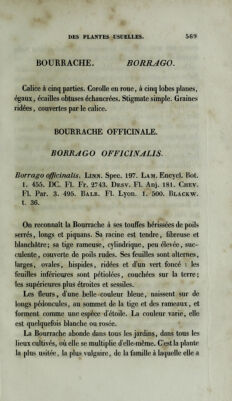 DES PLANTES USUELLES. 569
BOURRACHE. BORRAGO.
Calice à cinq parties. Corolle en roue, à cinq lobes planes,
égaux, écailles obtuses échancrées. Stigmate simple. Graines
ridées, couvertes par le calice.
BOURRACHE OFFICINALE.
BORRAGO OFFICINALIS.
Borrago officinalis. LINN. Spec. 197. LAM. Encycl. Bot.
1. 455. DC. Fl. Fr. 2743. DESV. Fl. Anj. 181. CHEV.
Fl. Par. 3. 495. BALB. Fl. Lyon. 1. 500. BLACKW.
t. 36.
On reconnaît la Bourrache à ses touffes hérissées de poils
serrés, longs et piquans. Sa racine est tendre, fibreuse et
blanchâtre; sa tige rameuse, cylindrique, peu élevée, suc-
culente, couverte de poils rudes. Ses feuilles sont alternes,
larges, ovales, hispides, ridées et d'un vert foncé : les
feuilles inférieures sont pétiolées, couchées sur la terre;
les supérieures plus étroites et sessiles.
Les fleurs, d'une belle couleur bleue, naissent sur de
longs pédoncules, au sommet de la tige et des rameaux, et
forment comme une espèce d'étoile. La couleur varie, elle
est quelquefois blanche ou rosée.
La Bourrache abonde dans tous les jardins, dans tous les
lieux cultivés, où elle se multiplie d'elle-même. C'est la plante
la plus usitée, la plus vulgaire, de la famille à laquelle elle a